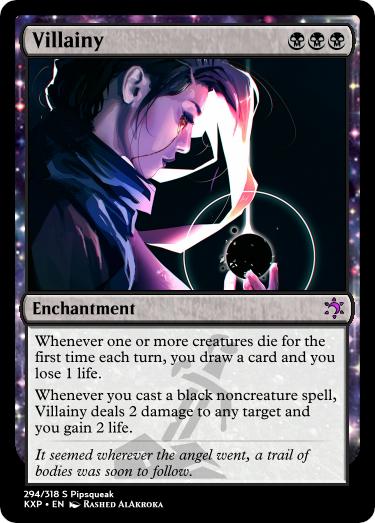 Villainy
Enchantment
Whenever one or more creatures die for the
first time each turn, you draw a card and you
lose 1 life.
Whenever you cast a black noncreature spell,
Villainy deals 2 damage to any target and
you gain 2 life.
It seemed wherever the angel went, a trail of
bodies was soon to follow.
294/318 S Pipsqueak
KXP • EN Rashed AlAkroka